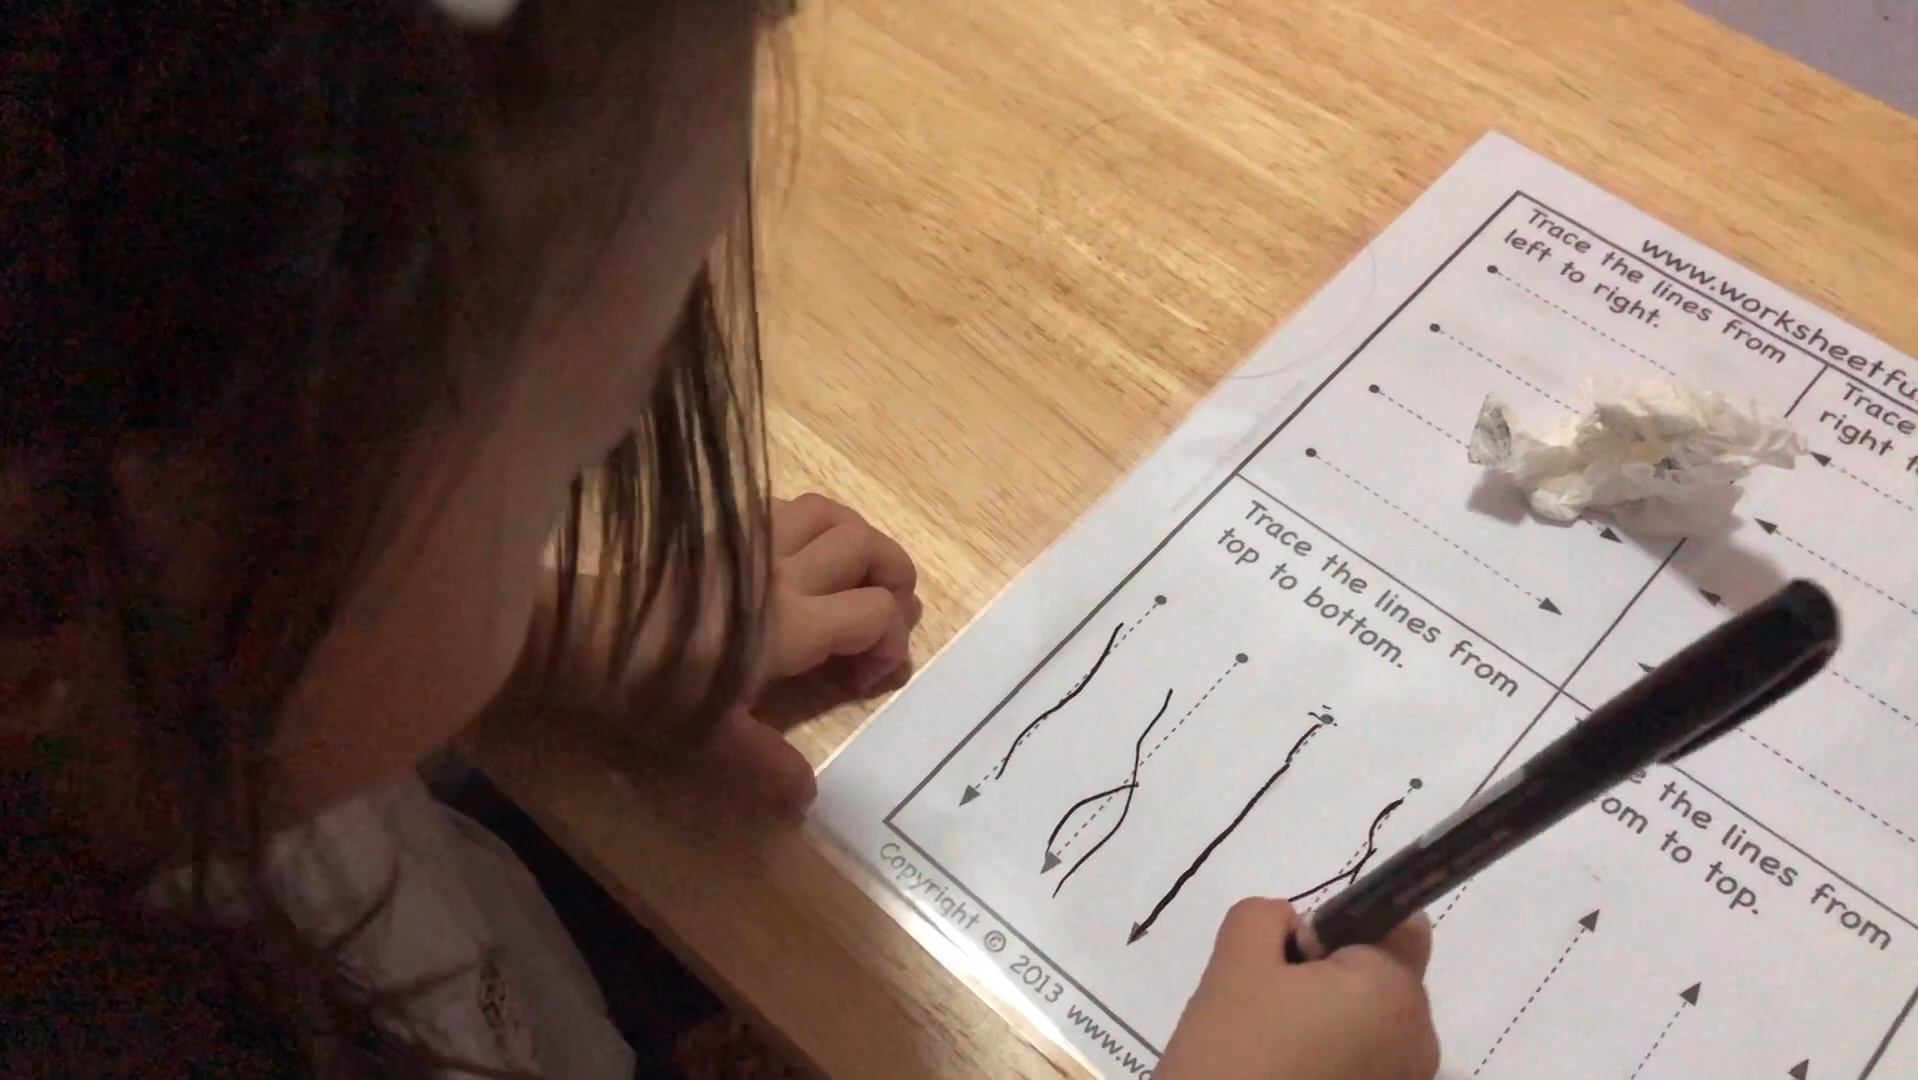 www.worksheetfu
Trace the lines from
left to right.
Trace
right t
Trace the lines from
top to bottom.
e the lines from
om to top.
Copyright © 2013 www.wo